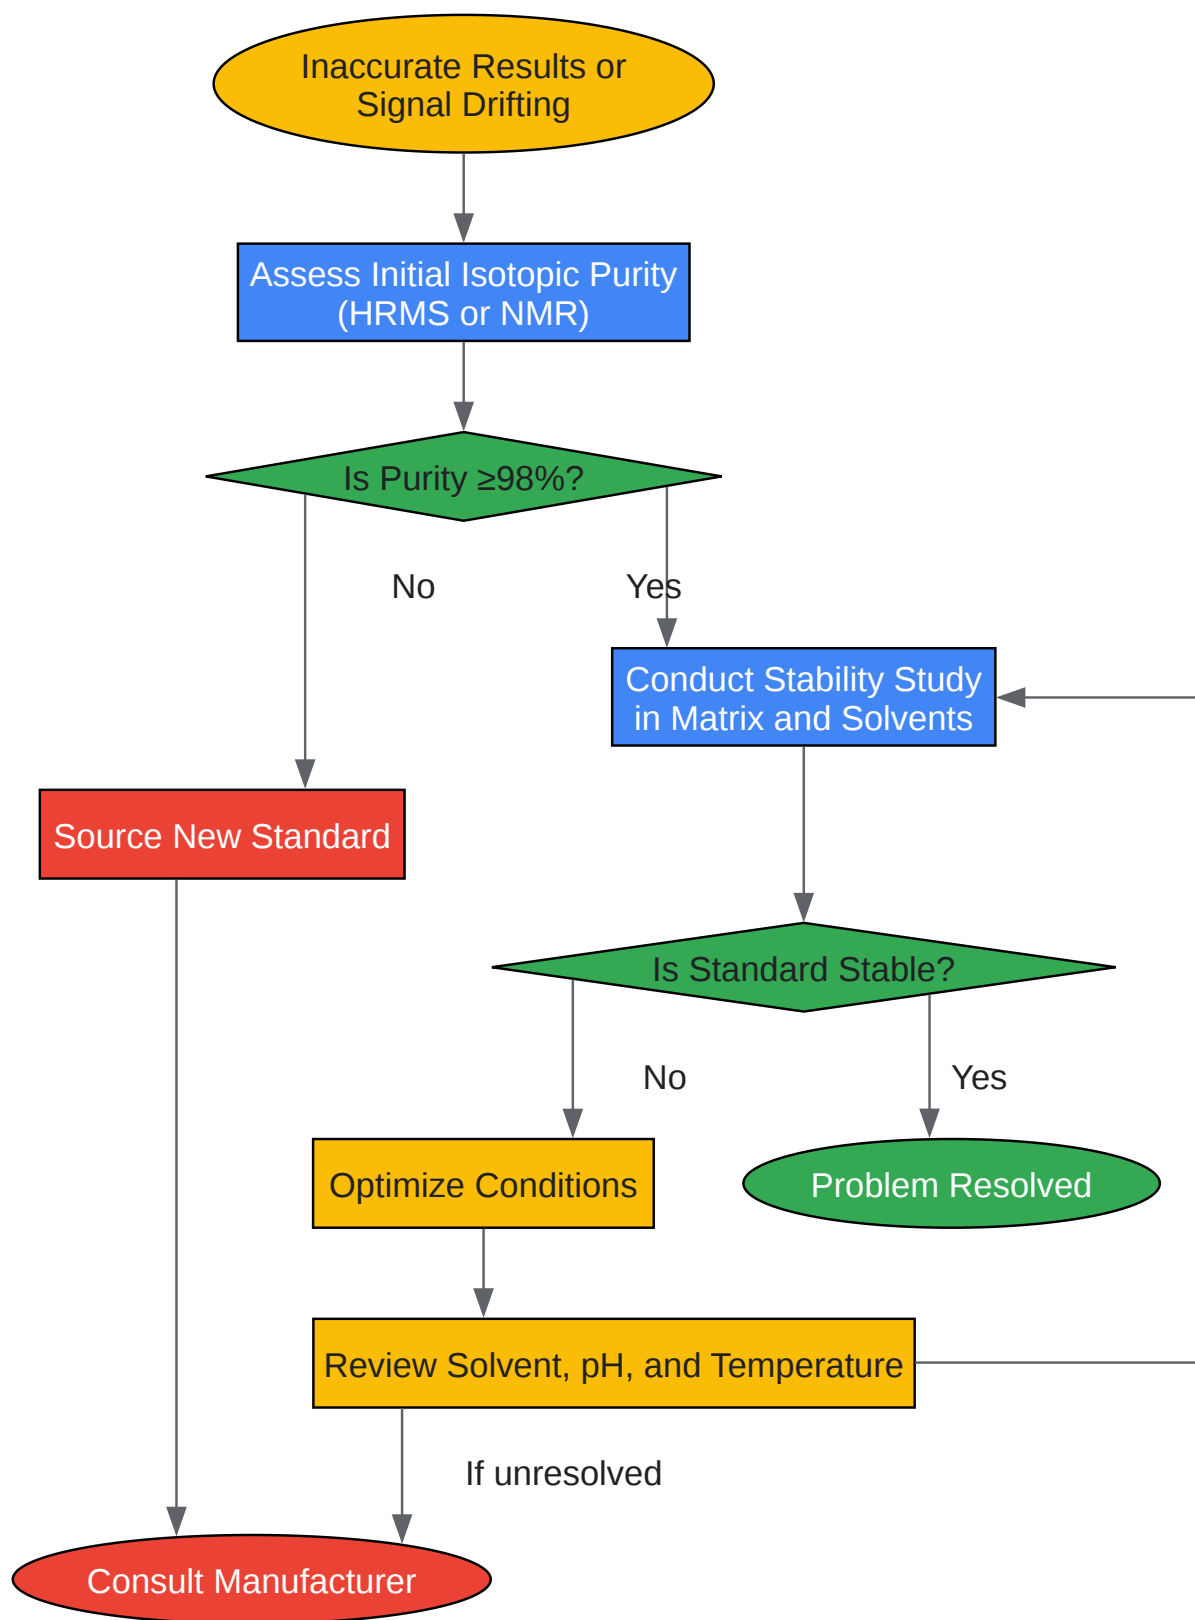 Inaccurate Results or
Signal Drifting
Assess Initial Isotopic Purity
(HRMS or NMR)
Is Purity ≥98%?
No
Yes
Conduct Stability Study
in Matrix and Solvents
Source New Standard
Is Standard Stable?
No
Yes
Optimize Conditions
Problem Resolved
Review Solvent, pH, and Temperature
If unresolved
Consult Manufacturer